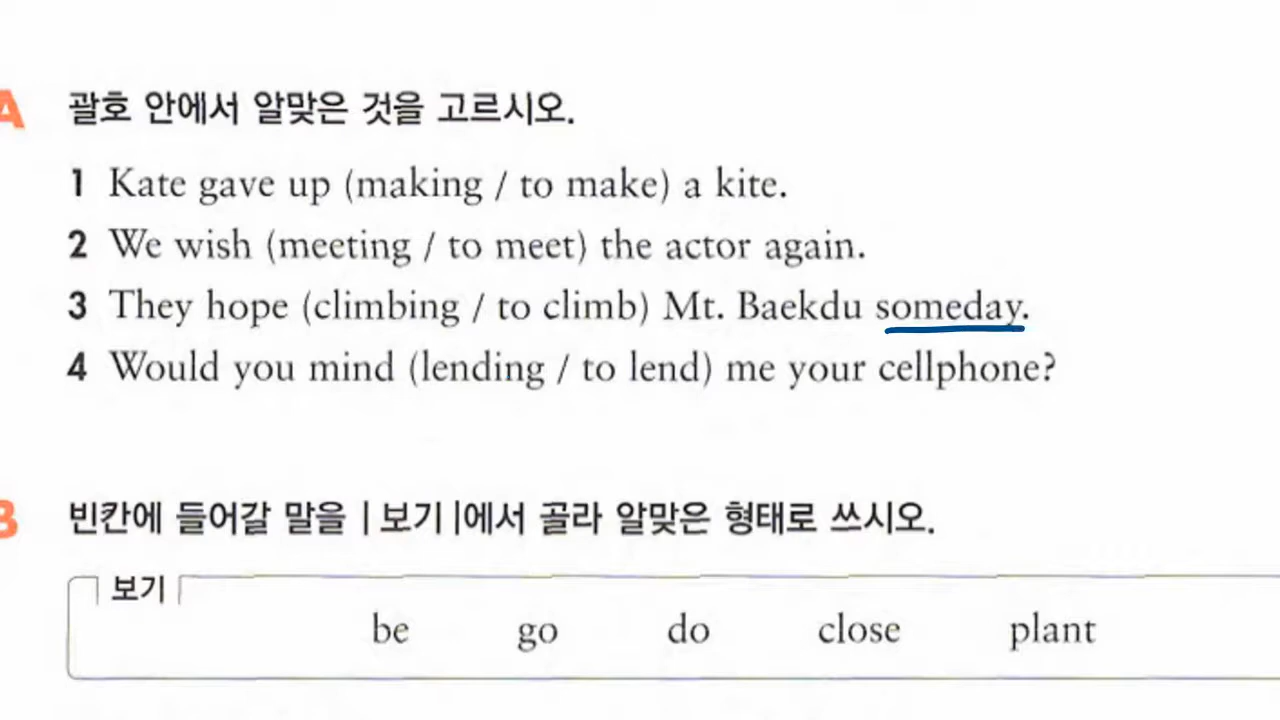 A 괄호 안에서 알맞은 것을 고르시오.
1 Kate gave up (making / to make) a kite.
2 We wish (meeting / to meet) the actor again.
3 They hope (climbing / to climb) Mt. Baekdu someday.
4 Would you mind (lending / to lend) me your cellphone?
B 빈칸에 들어갈 말을 |보기|에서 골라 알맞은 형태로 쓰시오.
보기
be go do close plant